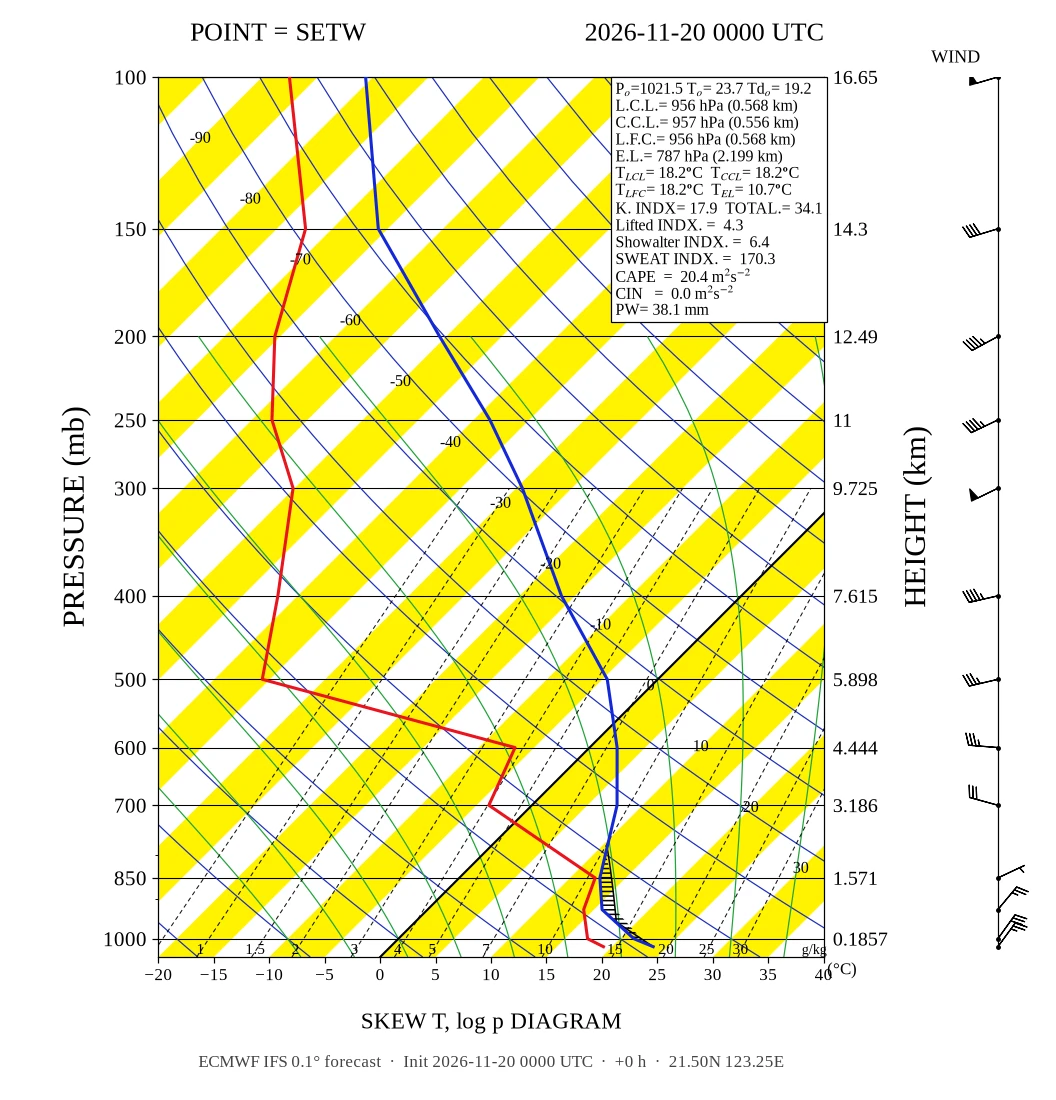 POINT = SETW 2026-11-20 0000 UTC
WIND
100 16.65
Pₒ=1021.5 Tₒ= 23.7 Tdₒ= 19.2
L.C.L.= 956 hPa (0.568 km)
C.C.L.= 957 hPa (0.556 km)
L.F.C.= 956 hPa (0.568 km)
E.L.= 787 hPa (2.199 km)
T_LCL= 18.2°C T_CCL= 18.2°C
T_LFC= 18.2°C T_EL= 10.7°C
K. INDX= 17.9 TOTAL.= 34.1
Lifted INDX. = 4.3
Showalter INDX. = 6.4
SWEAT INDX. = 170.3
CAPE = 20.4 m²s⁻²
CIN = 0.0 m²s⁻²
PW= 38.1 mm
-90
-80
150 14.3
-70
-60
200 12.49
-50
250 11
-40
300 9.725
-30
PRESSURE (mb)
HEIGHT (km)
-20
400 7.615
-10
500 0 5.898
600 10 4.444
700 20 3.186
850 30 1.571
1000 0.1857
1 1.5 2 3 4 5 7 10 15 20 25 30 g/kg
−20 −15 −10 −5 0 5 10 15 20 25 30 35 40 (°C)
SKEW T, log p DIAGRAM
ECMWF IFS 0.1° forecast · Init 2026-11-20 0000 UTC · +0 h · 21.50N 123.25E